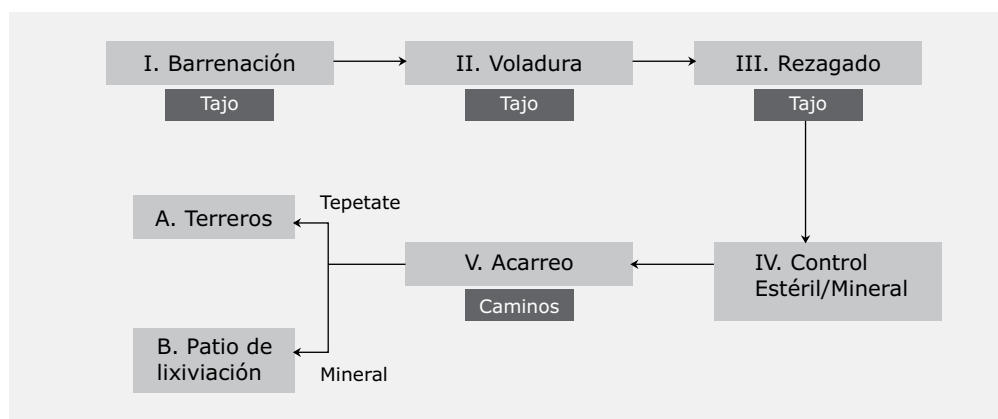 I. Barrenación
II. Voladura
III. Rezagado
Tajo
Tajo
Tajo
A. Terreros
Tepetate
V. Acarreo
Caminos
IV. Control
Estéril/Mineral
B. Patio de
lixiviación
Mineral